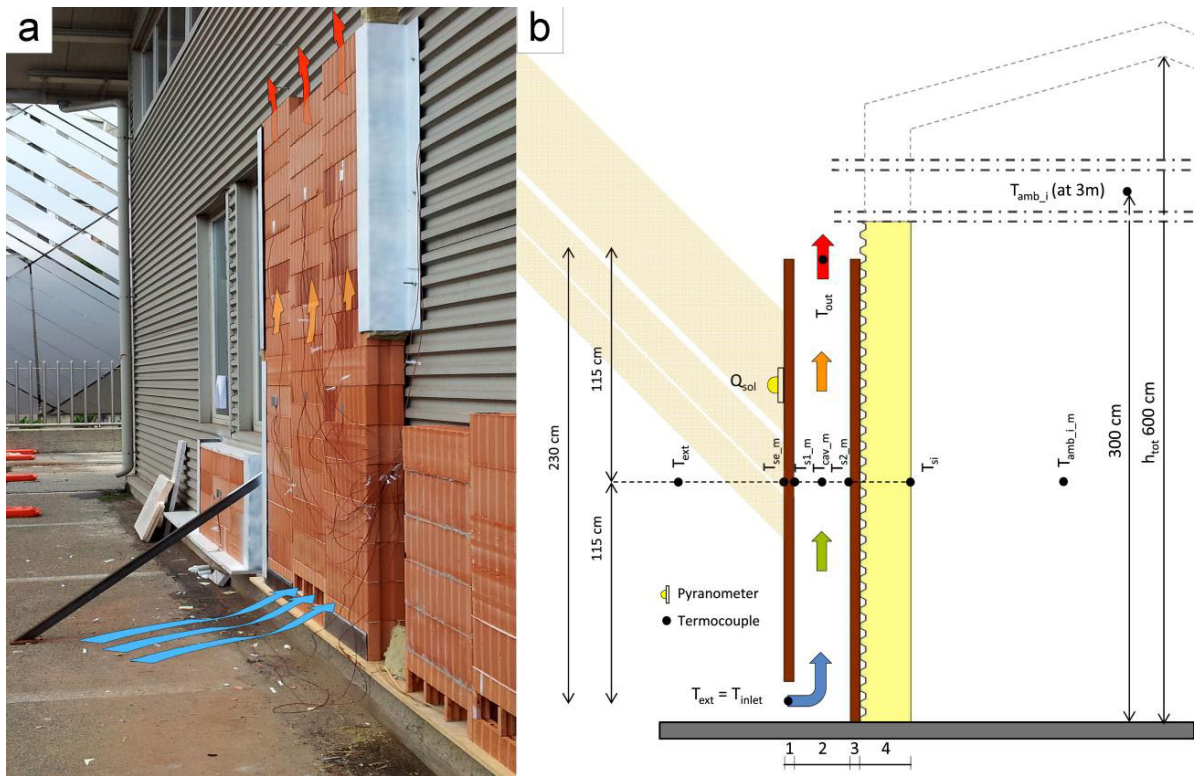 a
b
T_amb_i (at 3m)
T_out
Q_sol
115 cm
230 cm
115 cm
300 cm
h_tot 600 cm
T_ext
T_se_m
T_s1_m
T_cav_m
T_s2_m
T_si
T_amb_i_m
Pyranometer
Termocouple
T_ext = T_inlet
1 2 3 4